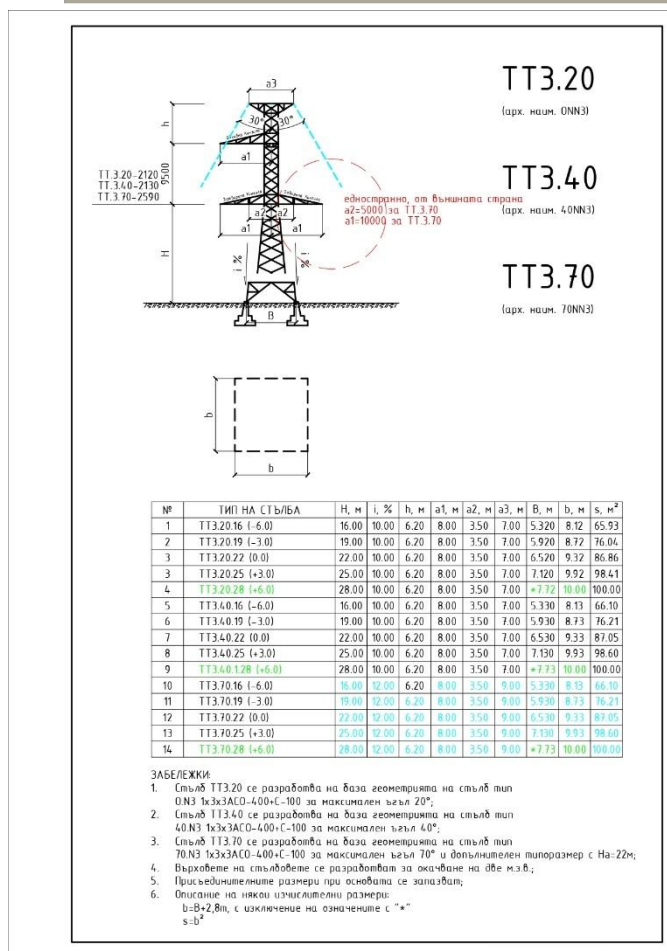 ТТ3.20
(арх. наим. 0NN3)
ТТ3.40
(арх. наим. 40NN3)
ТТ3.70
(арх. наим. 70NN3)
a3
30° 30°
h
a1
9500
ТТ.3.20-2120
ТТ.3.40-2130
ТТ.3.70-2590
едностранно, от външната страна
a2=5000 за ТТ.3.70
a1=10000 за ТТ.3.70
a2 a2
a1 a1
H
i %
% i
B
b
b
№ ТИП НА СТЪЛБА H, м i, % h, м a1, м a2, м a3, м B, м b, м s, м²
1 ТТ3.20.16 (-6.0) 16.00 10.00 6.20 8.00 3.50 7.00 5.320 8.12 65.93
2 ТТ3.20.19 (-3.0) 19.00 10.00 6.20 8.00 3.50 7.00 5.920 8.72 76.04
3 ТТ3.20.22 (0.0) 22.00 10.00 6.20 8.00 3.50 7.00 6.520 9.32 86.86
3 ТТ3.20.25 (+3.0) 25.00 10.00 6.20 8.00 3.50 7.00 7.120 9.92 98.41
4 ТТ3.20.28 (+6.0) 28.00 10.00 6.20 8.00 3.50 7.00 *7.72 10.00 100.00
5 ТТ3.40.16 (-6.0) 16.00 10.00 6.20 8.00 3.50 7.00 5.330 8.13 66.10
6 ТТ3.40.19 (-3.0) 19.00 10.00 6.20 8.00 3.50 7.00 5.930 8.73 76.21
7 ТТ3.40.22 (0.0) 22.00 10.00 6.20 8.00 3.50 7.00 6.530 9.33 87.05
8 ТТ3.40.25 (+3.0) 25.00 10.00 6.20 8.00 3.50 7.00 7.130 9.93 98.60
9 ТТ3.40.1.28 (+6.0) 28.00 10.00 6.20 8.00 3.50 7.00 *7.73 10.00 100.00
10 ТТ3.70.16 (-6.0) 16.00 12.00 6.20 8.00 3.50 9.00 5.330 8.13 66.10
11 ТТ3.70.19 (-3.0) 19.00 12.00 6.20 8.00 3.50 9.00 5.930 8.73 76.21
12 ТТ3.70.22 (0.0) 22.00 12.00 6.20 8.00 3.50 9.00 6.530 9.33 87.05
13 ТТ3.70.25 (+3.0) 25.00 12.00 6.20 8.00 3.50 9.00 7.130 9.93 98.60
14 ТТ3.70.28 (+6.0) 28.00 12.00 6.20 8.00 3.50 9.00 *7.73 10.00 100.00
ЗАБЕЛЕЖКИ:
1. Стълб ТТ3.20 се разработва на база геометрията на стълб тип
0.N3 1x3x3АСО-400+С-100 за максимален ъгъл 20°;
2. Стълб ТТ3.40 се разработва на база геометрията на стълб тип
40.N3 1x3x3АСО-400+С-100 за максимален ъгъл 40°;
3. Стълб ТТ3.70 се разработва на база геометрията на стълб тип
70.N3 1x3x3АСО-400+С-100 за максимален ъгъл 70° и допълнителен типоразмер с На=22м;
4. Върховете на стълбовете се разработват за окачване на две м.з.в.;
5. Присъединителните размери при основата се запазват;
6. Описание на някои изчислителни размери:
b=B+2,8m, с изключение на означените с "*"
s=b²